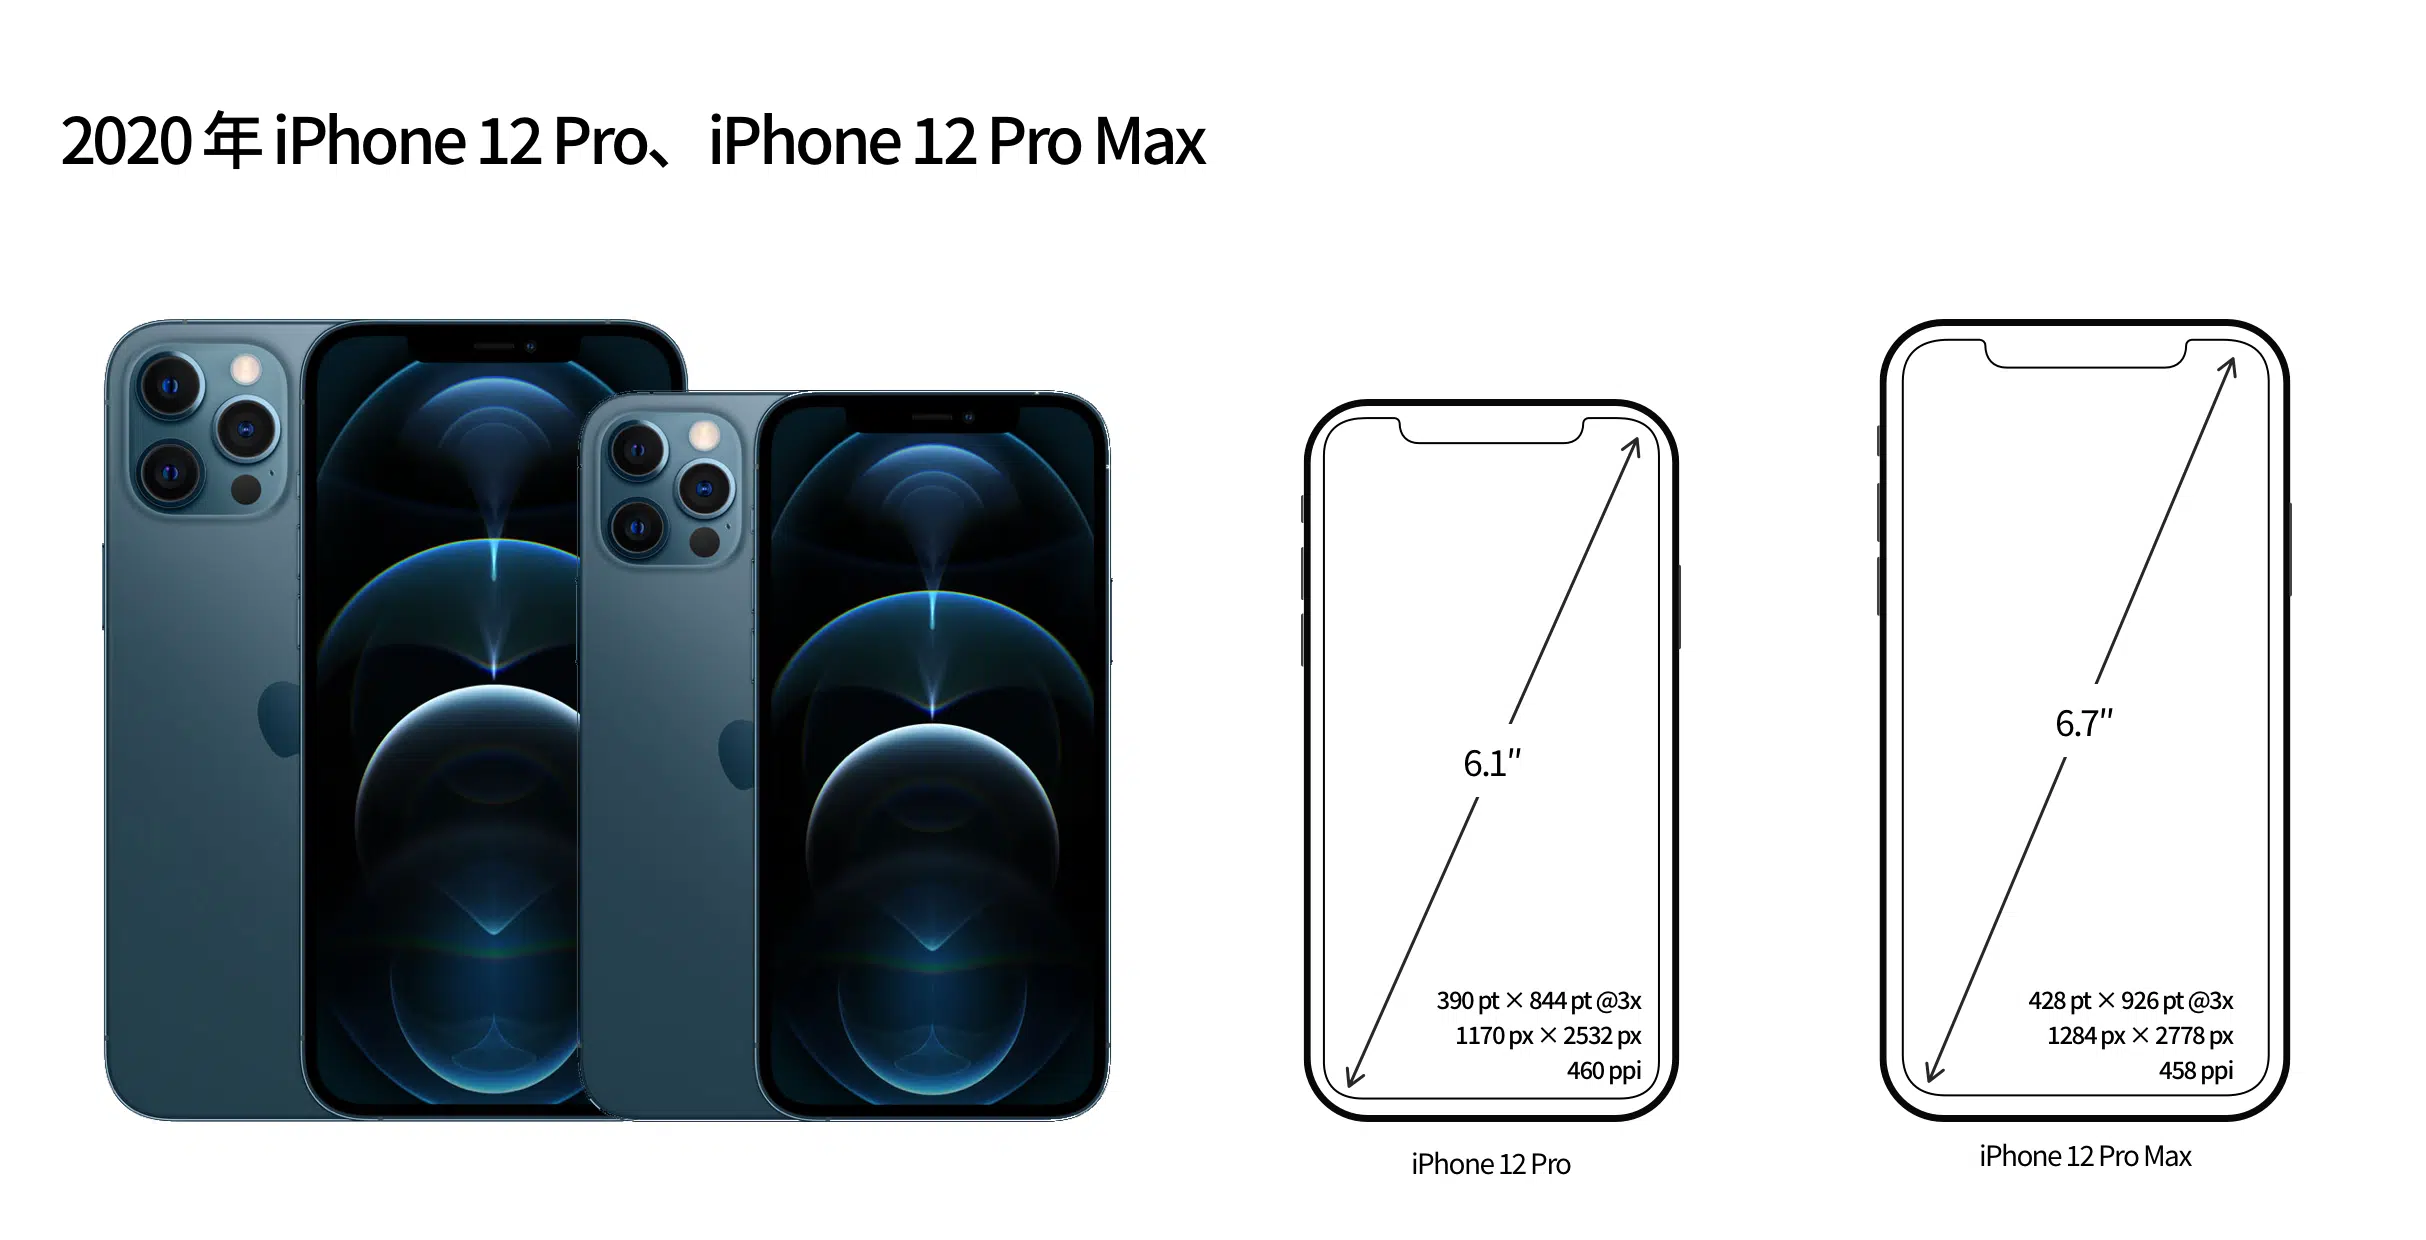 2020 年 iPhone 12 Pro、iPhone 12 Pro Max
6.1″
390 pt × 844 pt @3x
1170 px × 2532 px
460 ppi
iPhone 12 Pro
6.7″
428 pt × 926 pt @3x
1284 px × 2778 px
458 ppi
iPhone 12 Pro Max